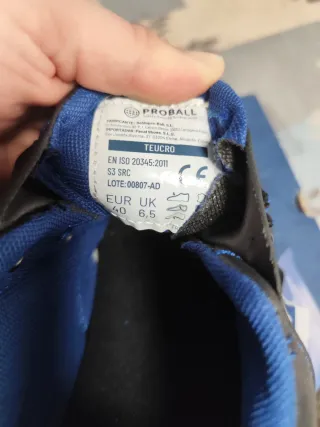 PROBALL
TEUCRO
EN ISO 20345:2011
S3 SRC
LOTE:00807-AD
CE
EUR UK
40 6,5